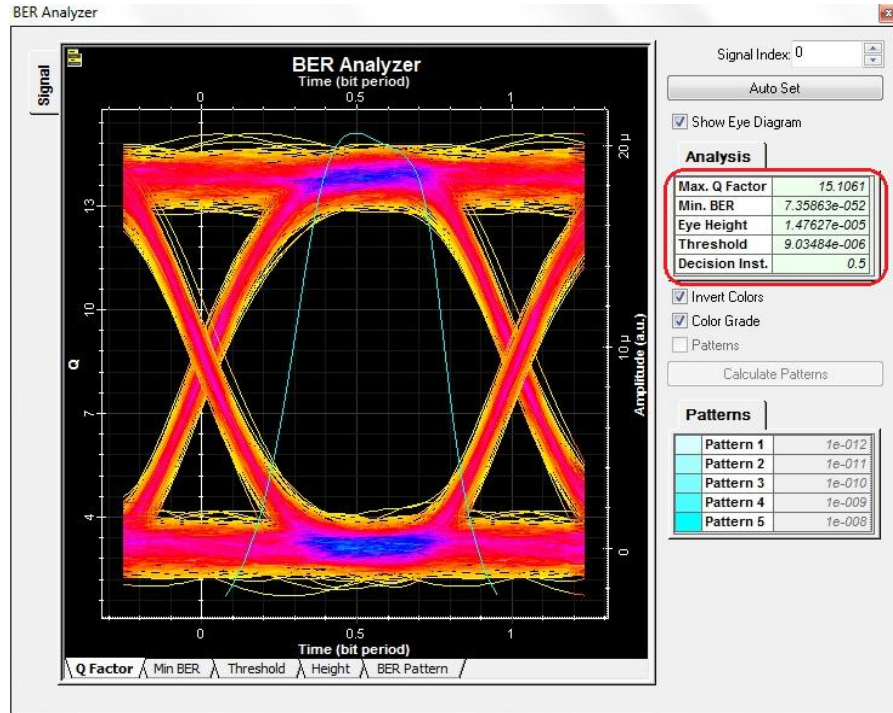 BER Analyzer
Signal
BER Analyzer
Time (bit period)
0 0.5 1
Q
4 7 10 13
0 10 µ 20 µ
Amplitude (a.u.)
0 0.5 1
Time (bit period)
Q Factor Min BER Threshold Height BER Pattern
Signal Index: 0
Auto Set
Show Eye Diagram
Analysis
Max. Q Factor 15.1061
Min. BER 7.35863e-052
Eye Height 1.47627e-005
Threshold 9.03484e-006
Decision Inst. 0.5
Invert Colors
Color Grade
Patterns
Calculate Patterns
Patterns
Pattern 1 1e-012
Pattern 2 1e-011
Pattern 3 1e-010
Pattern 4 1e-009
Pattern 5 1e-008